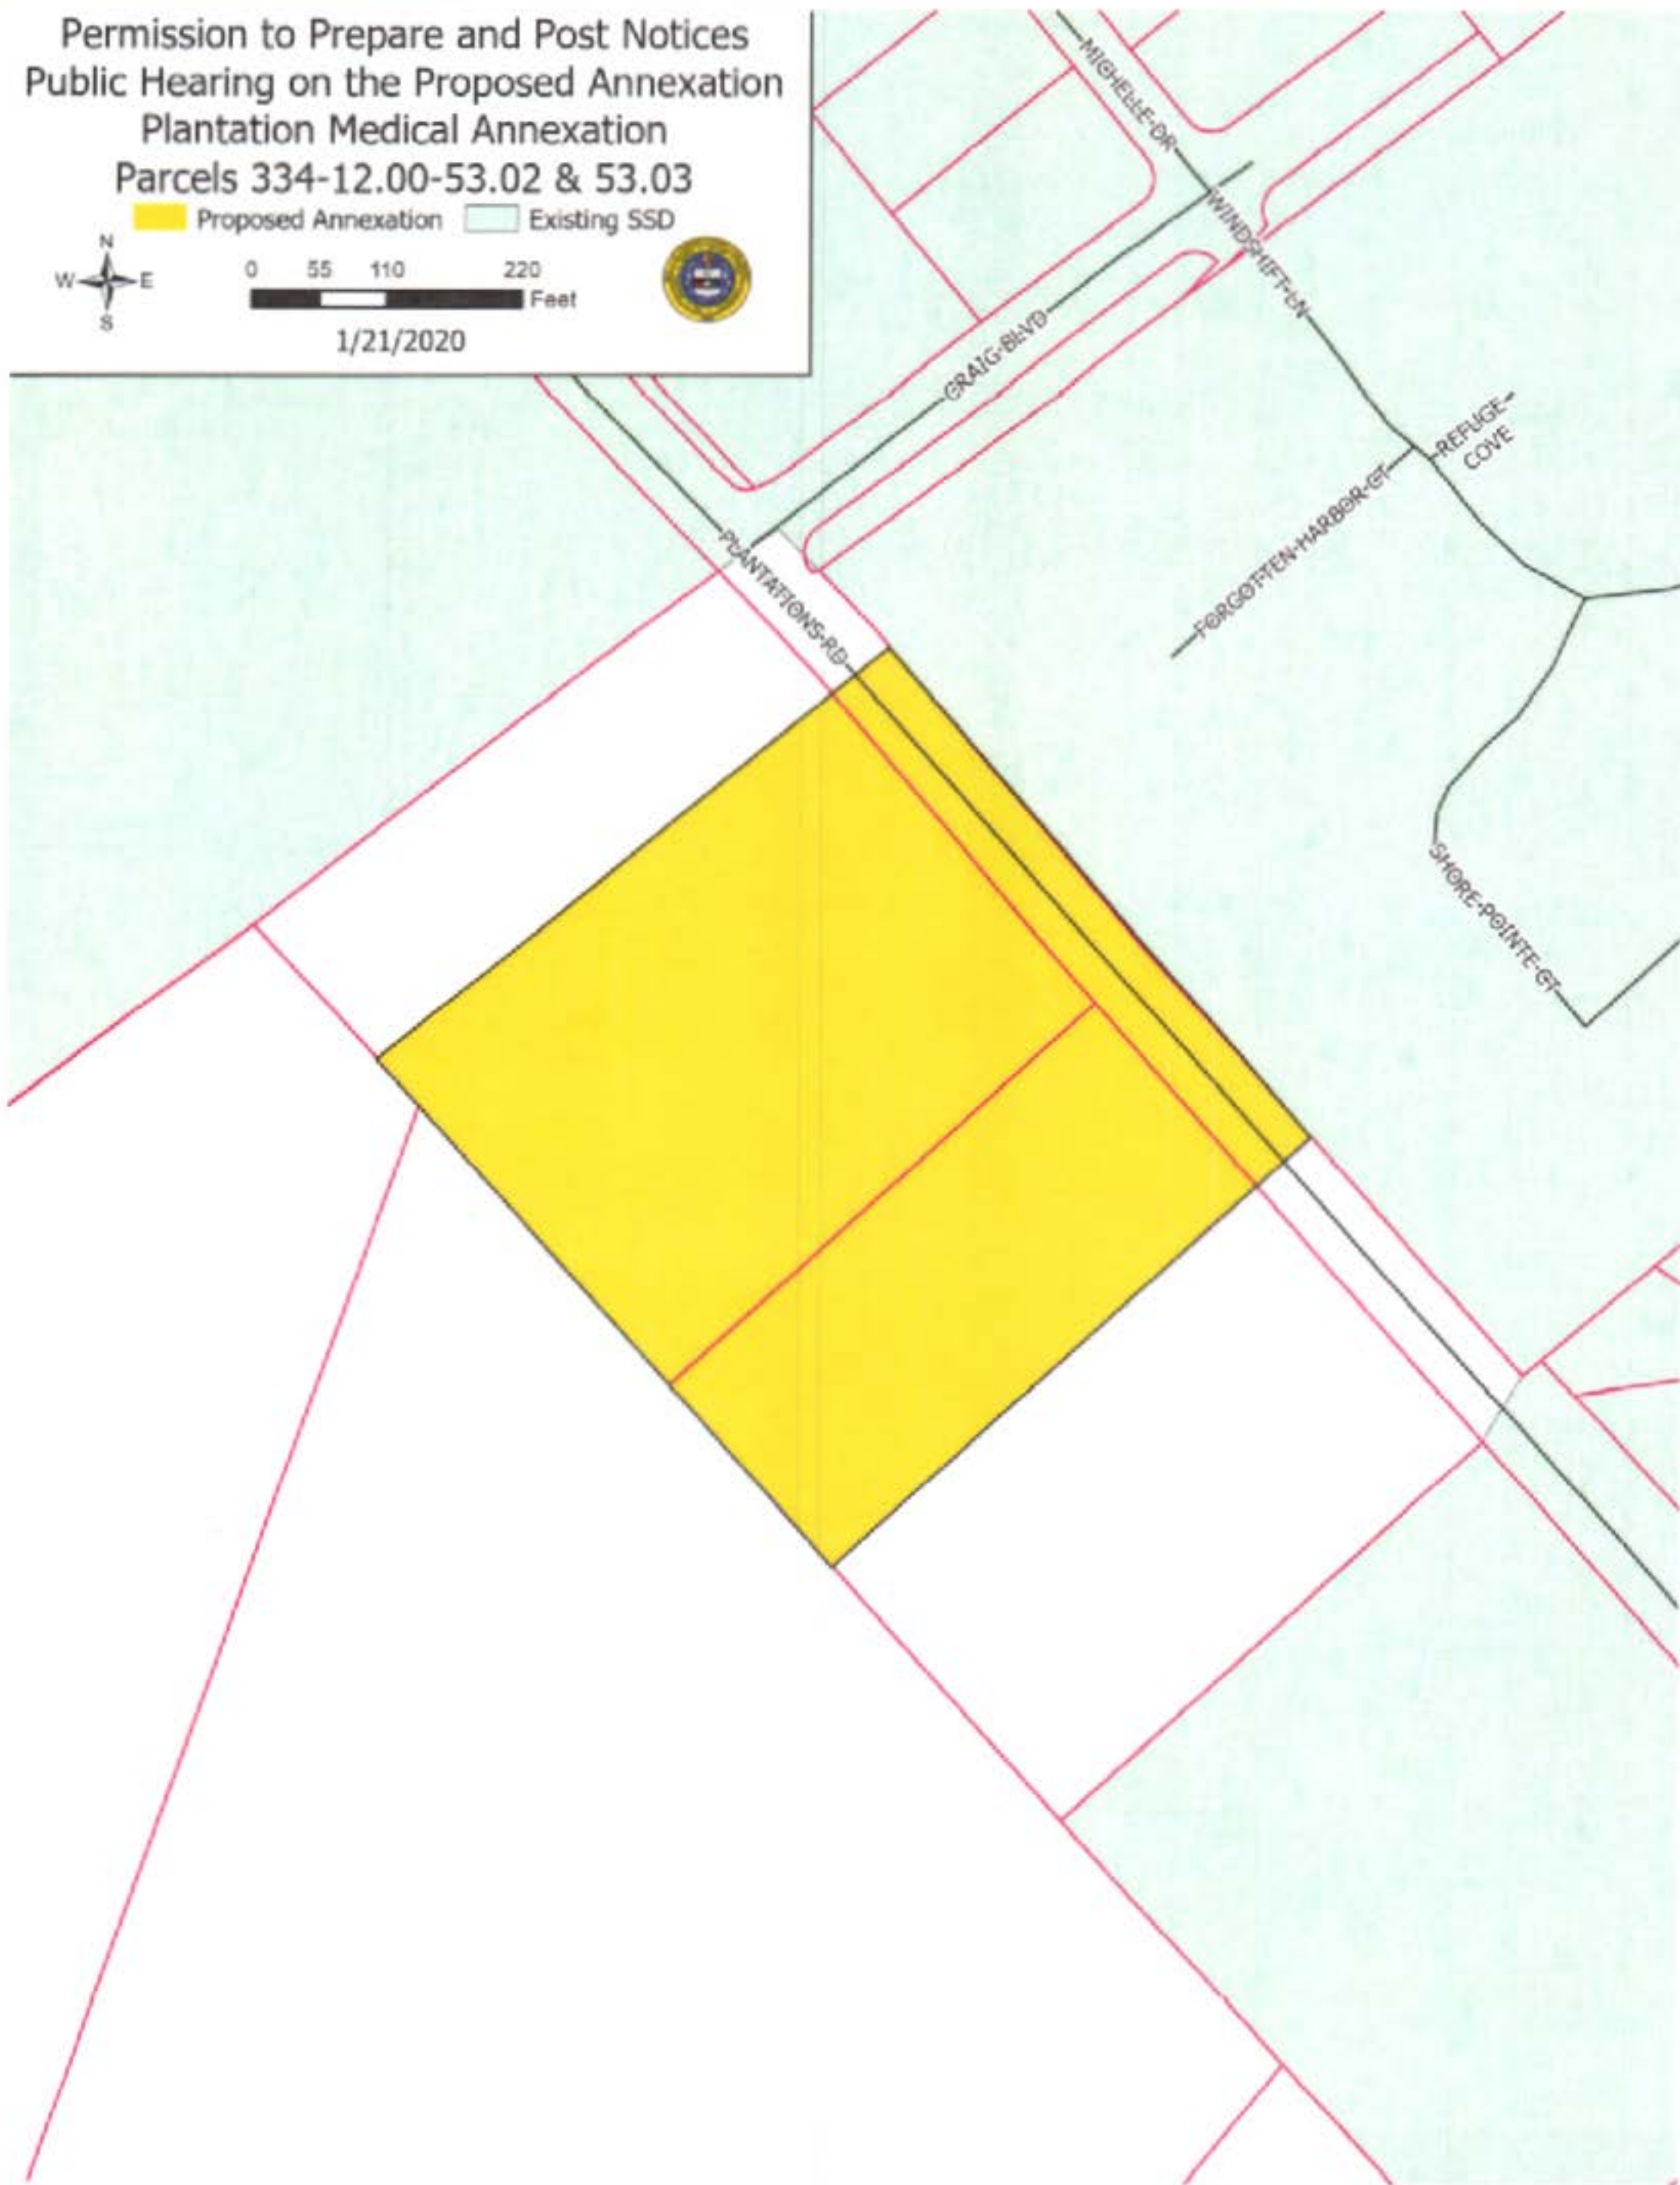 Permission to Prepare and Post Notices
Public Hearing on the Proposed Annexation
Plantation Medical Annexation
Parcels 334-12.00-53.02 & 53.03
Proposed Annexation Existing SSD
N
W E
S
0 55 110 220
Feet
1/21/2020
MICHELLE DR
WINDSHIFT LN
CRAIG BLVD
REFUGE
COVE
FORGOTTEN HARBOR CT
PLANTATIONS RD
SHORE POINTE CT